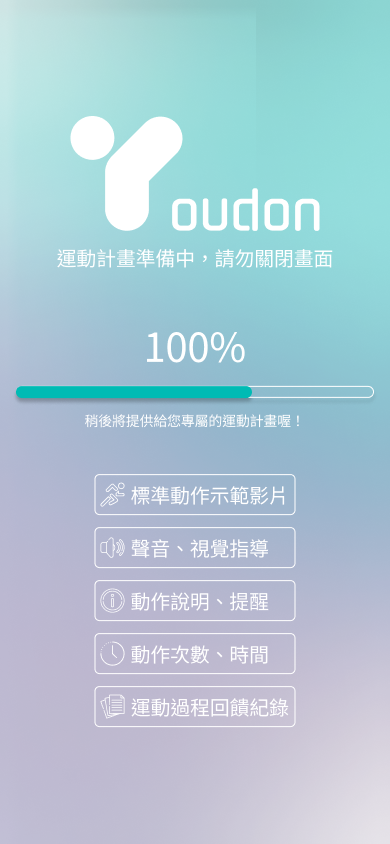 Youdon
運動計畫準備中，請勿關閉畫面
100%
稍後將提供給您專屬的運動計畫喔！
標準動作示範影片
聲音、視覺指導
動作說明、提醒
動作次數、時間
運動過程回饋紀錄